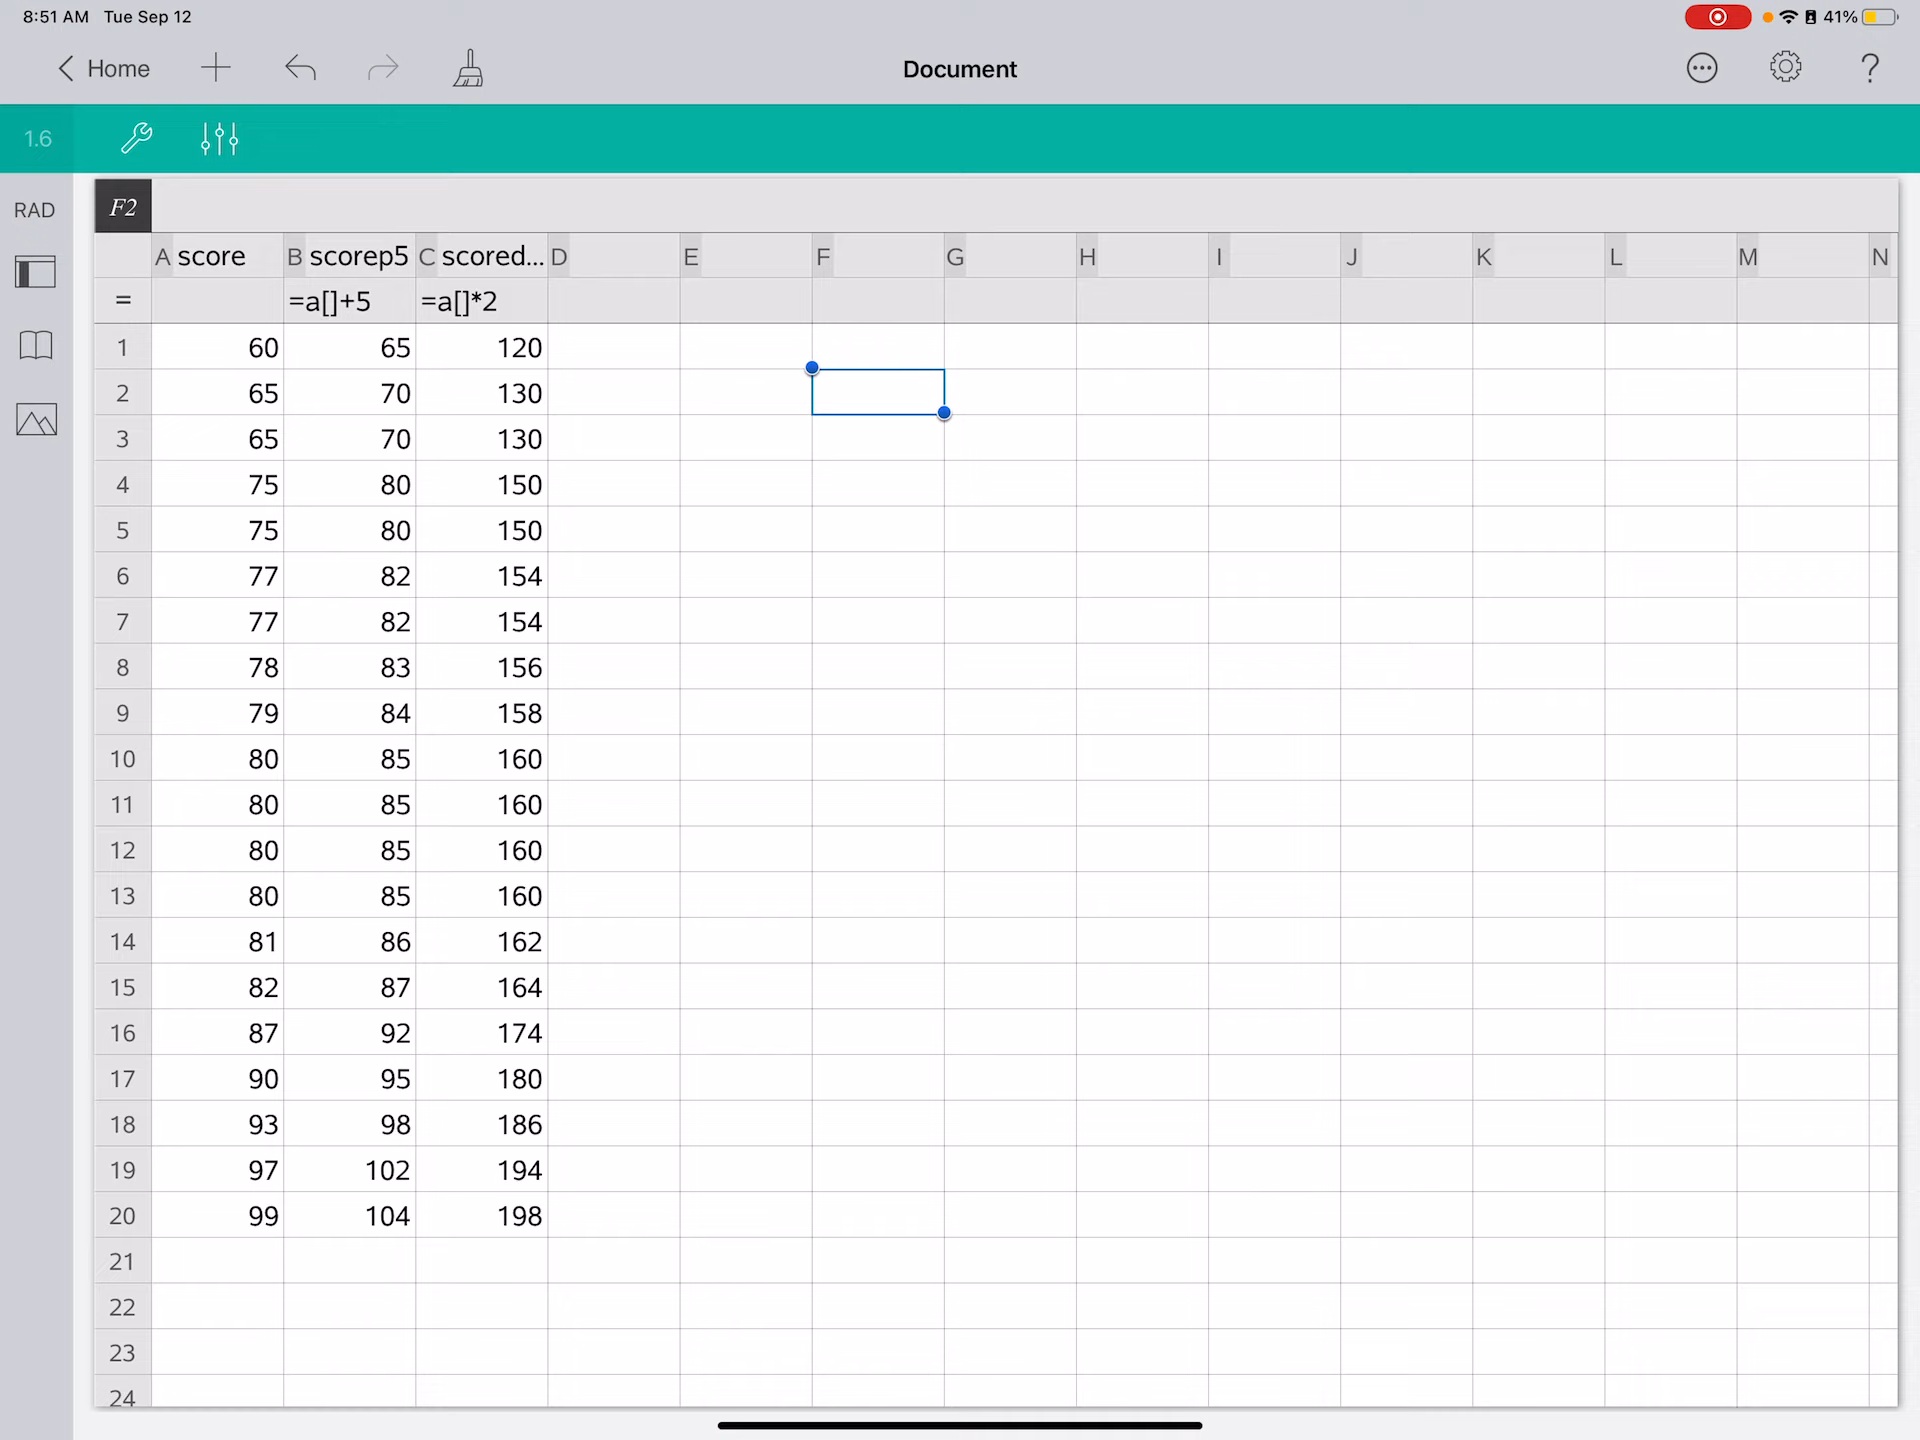 8:51 AM Tue Sep 12 41%
Home Document ?
1.6
RAD F2
A score B scorep5 C scored... D E F G H I J K L M N
= =a[]+5 =a[]*2
1 60 65 120
2 65 70 130
3 65 70 130
4 75 80 150
5 75 80 150
6 77 82 154
7 77 82 154
8 78 83 156
9 79 84 158
10 80 85 160
11 80 85 160
12 80 85 160
13 80 85 160
14 81 86 162
15 82 87 164
16 87 92 174
17 90 95 180
18 93 98 186
19 97 102 194
20 99 104 198
21
22
23
24